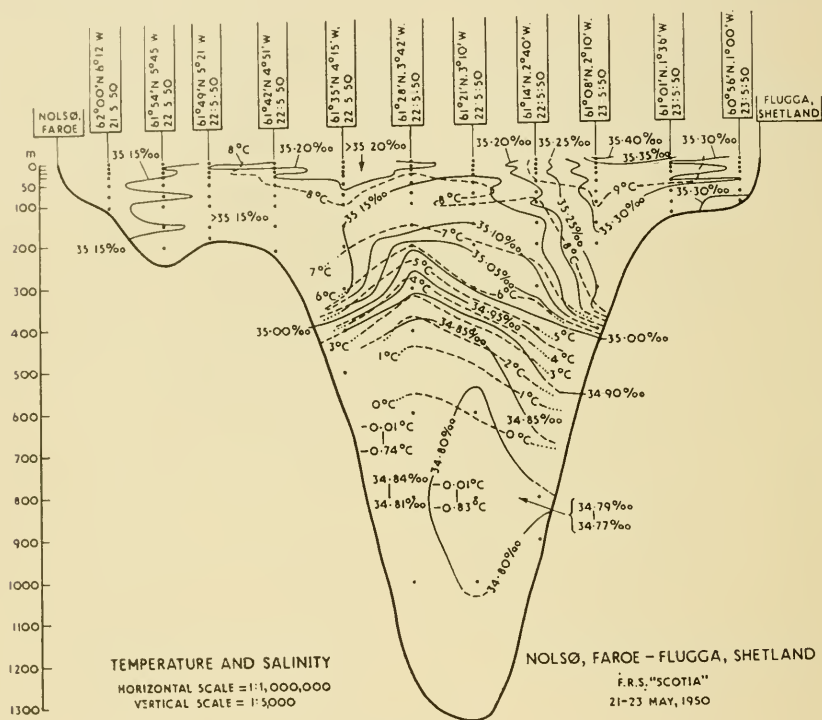 62°00'N 6°12'W
21 5 50
61°54'N 5°45'W
22 5 50
61°49'N 5°21'W
22:5:50
61°42'N 4°51'W
22:5:50
61°35'N 4°15'W.
22 5 50
61°28'N. 3°42'W.
22:5:50
61°21'N 3°10'W.
22.5:50
61°14'N 2°40'W.
22:5:50
61°08'N. 2°10'W.
23 5:50
61°01'N 1°36'W
23:5:50
60°56'N. 1°00'W.
23:5:50
NOLSØ,
FAROE
FLUGGA,
SHETLAND
m
0
50
100
200
300
400
500
600
700
800
900
1000
1100
1200
1300
35.15‰
8°C
35.20‰
>35.20‰
35.20‰
35.25‰
35.40‰
35.35‰
35.30‰
>35.15‰
35.15‰
8°C
35.15‰
8°C
35.25‰
8°C
9°C
35.30‰
35.30‰
7°C
7°C
35.10‰
35.05‰
6°C
5°C
6°C
4°C
34.95‰
35.00‰
5°C
35.00‰
3°C
34.85‰
4°C
1°C
2°C
3°C
34.90‰
0°C
1°C
34.85‰
0°C
-0.01°C
-0.74°C
34.80‰
34.84‰
34.81‰
-0.01°C
-0.83°C
34.79‰
34.77‰
34.80‰
TEMPERATURE AND SALINITY
HORIZONTAL SCALE = 1:1,000,000
VERTICAL SCALE = 1:5,000
NOLSØ, FAROE – FLUGGA, SHETLAND
F.R.S. "SCOTIA"
21-23 MAY, 1950